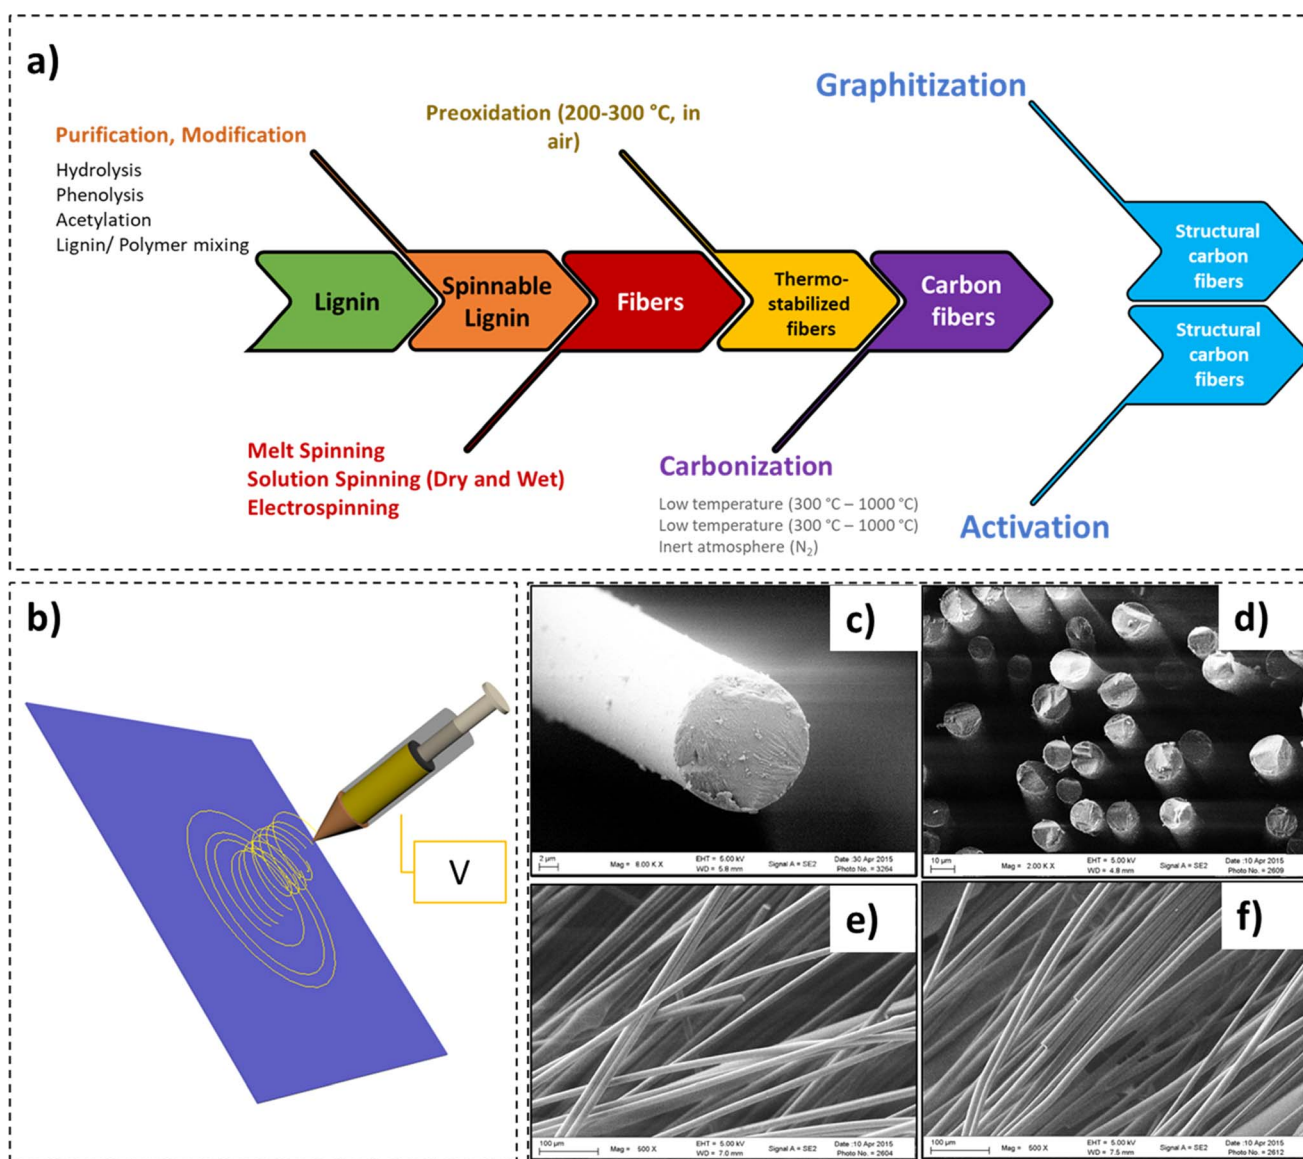 a)
Purification, Modification
Hydrolysis
Phenolysis
Acetylation
Lignin/ Polymer mixing
Preoxidation (200-300 °C, in
air)
Graphitization
Lignin
Spinnable
Lignin
Fibers
Thermo-
stabilized
fibers
Carbon
fibers
Structural
carbon
fibers
Structural
carbon
fibers
Melt Spinning
Solution Spinning (Dry and Wet)
Electrospinning
Carbonization
Low temperature (300 °C – 1000 °C)
Low temperature (300 °C – 1000 °C)
Inert atmosphere (N₂)
Activation
b)
V
c)
2 µm
Mag = 8.00 K X
EHT = 5.00 kV
WD = 5.8 mm
Signal A = SE2
Date :30 Apr 2015
Photo No. = 3264
d)
10 µm
Mag = 2.00 K X
EHT = 5.00 kV
WD = 4.8 mm
Signal A = SE2
Date :10 Apr 2015
Photo No. = 2609
e)
100 µm
Mag = 500 X
EHT = 5.00 kV
WD = 7.0 mm
Signal A = SE2
Date :10 Apr 2015
Photo No. = 2604
f)
100 µm
Mag = 500 X
EHT = 5.00 kV
WD = 7.5 mm
Signal A = SE2
Date :10 Apr 2015
Photo No. = 2612